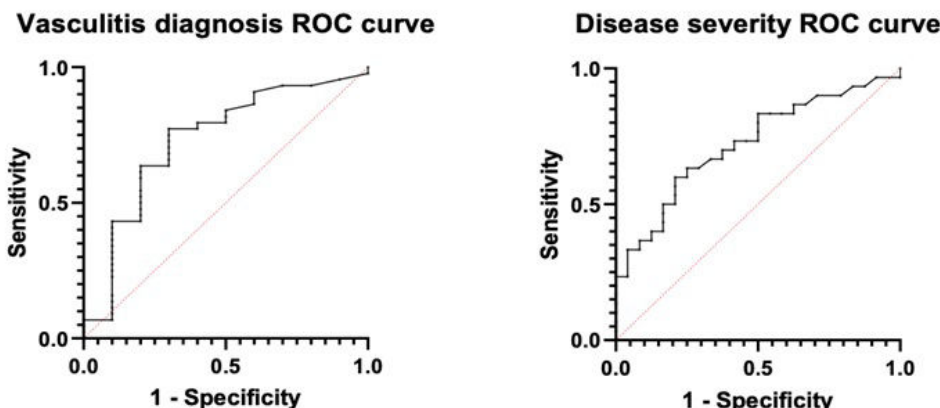 Vasculitis diagnosis ROC curve
1.0
0.5
0.0
Sensitivity
0.0 0.5 1.0
1 - Specificity
Disease severity ROC curve
1.0
0.5
0.0
Sensitivity
0.0 0.5 1.0
1 - Specificity